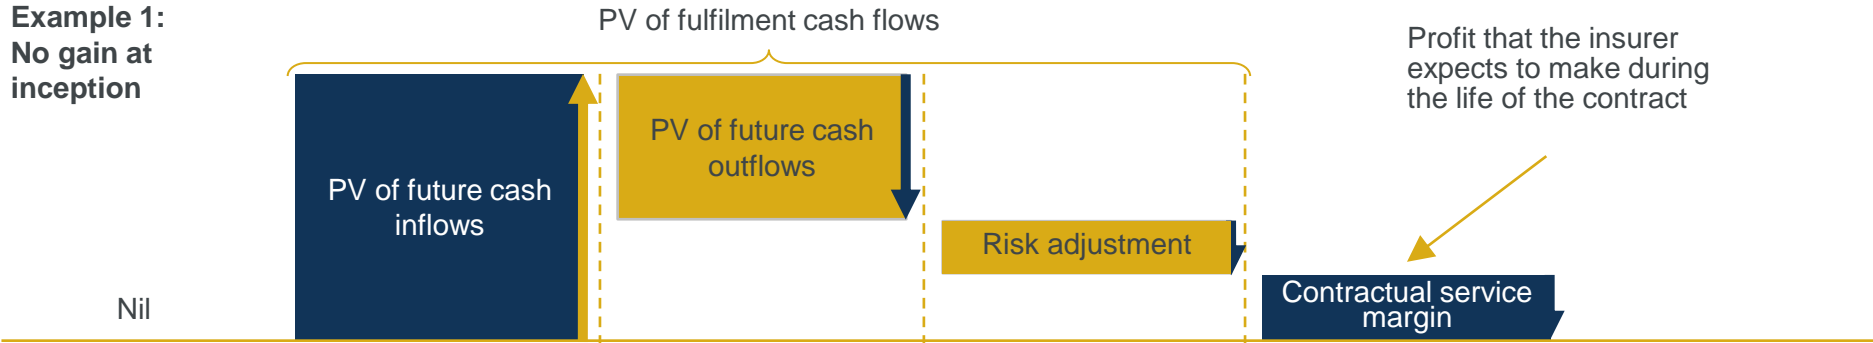 Example 1:
No gain at
inception
PV of fulfilment cash flows
Profit that the insurer
expects to make during
the life of the contract
PV of future cash
inflows
PV of future cash
outflows
Risk adjustment
Contractual service
margin
Nil